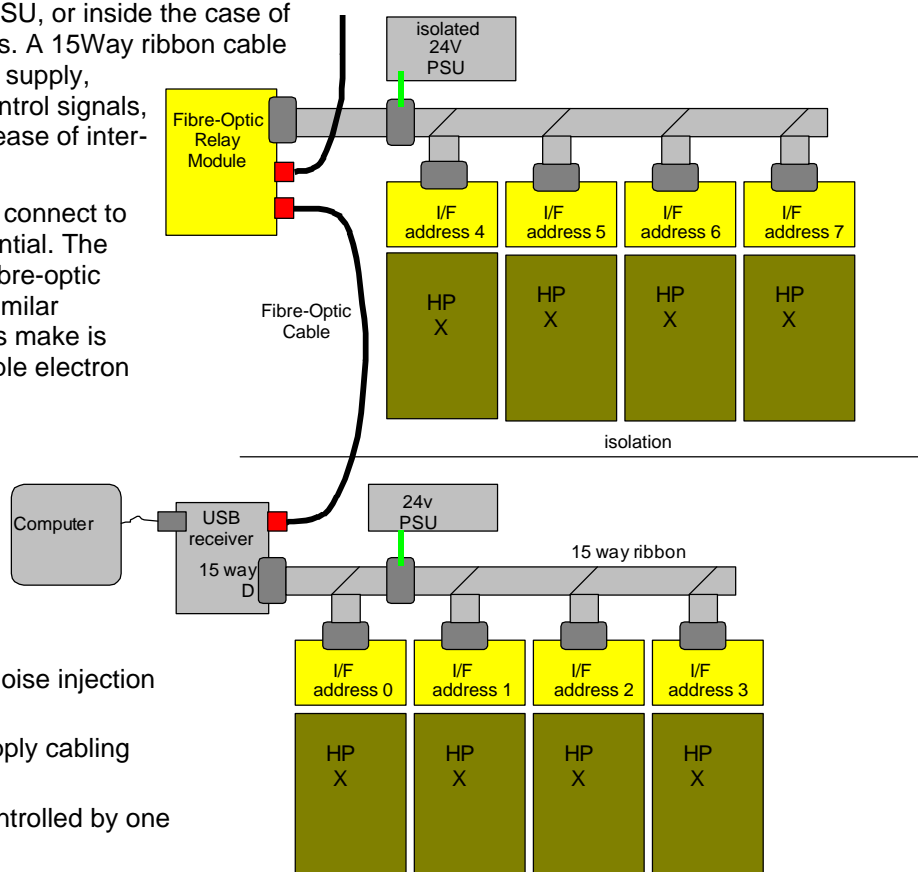 SU, or inside the case of
s. A 15Way ribbon cable
supply,
ntrol signals,
ease of inter-
connect to
ntial. The
bre-optic
milar
s make is
ole electron
isolated
24V
PSU
Fibre-Optic
Relay
Module
I/F
address 4
I/F
address 5
I/F
address 6
I/F
address 7
HP
X
HP
X
HP
X
HP
X
Fibre-Optic
Cable
isolation
Computer
USB
receiver
15 way
D
24v
PSU
15 way ribbon
I/F
address 0
I/F
address 1
I/F
address 2
I/F
address 3
HP
X
HP
X
HP
X
HP
X
oise injection
pply cabling
ntrolled by one